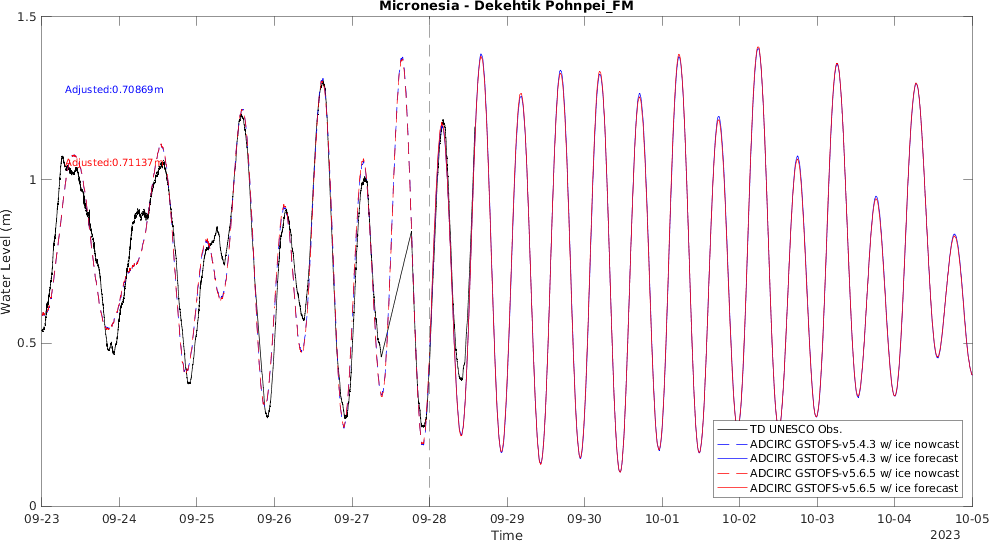 Micronesia - Dekehtik Pohnpei_FM
Water Level (m)
1.5
1
0.5
0
Adjusted:0.70869m
Adjusted:0.71137m
TD UNESCO Obs.
ADCIRC GSTOFS-v5.4.3 w/ ice nowcast
ADCIRC GSTOFS-v5.4.3 w/ ice forecast
ADCIRC GSTOFS-v5.6.5 w/ ice nowcast
ADCIRC GSTOFS-v5.6.5 w/ ice forecast
09-23 09-24 09-25 09-26 09-27 09-28 09-29 09-30 10-01 10-02 10-03 10-04 10-05
Time
2023